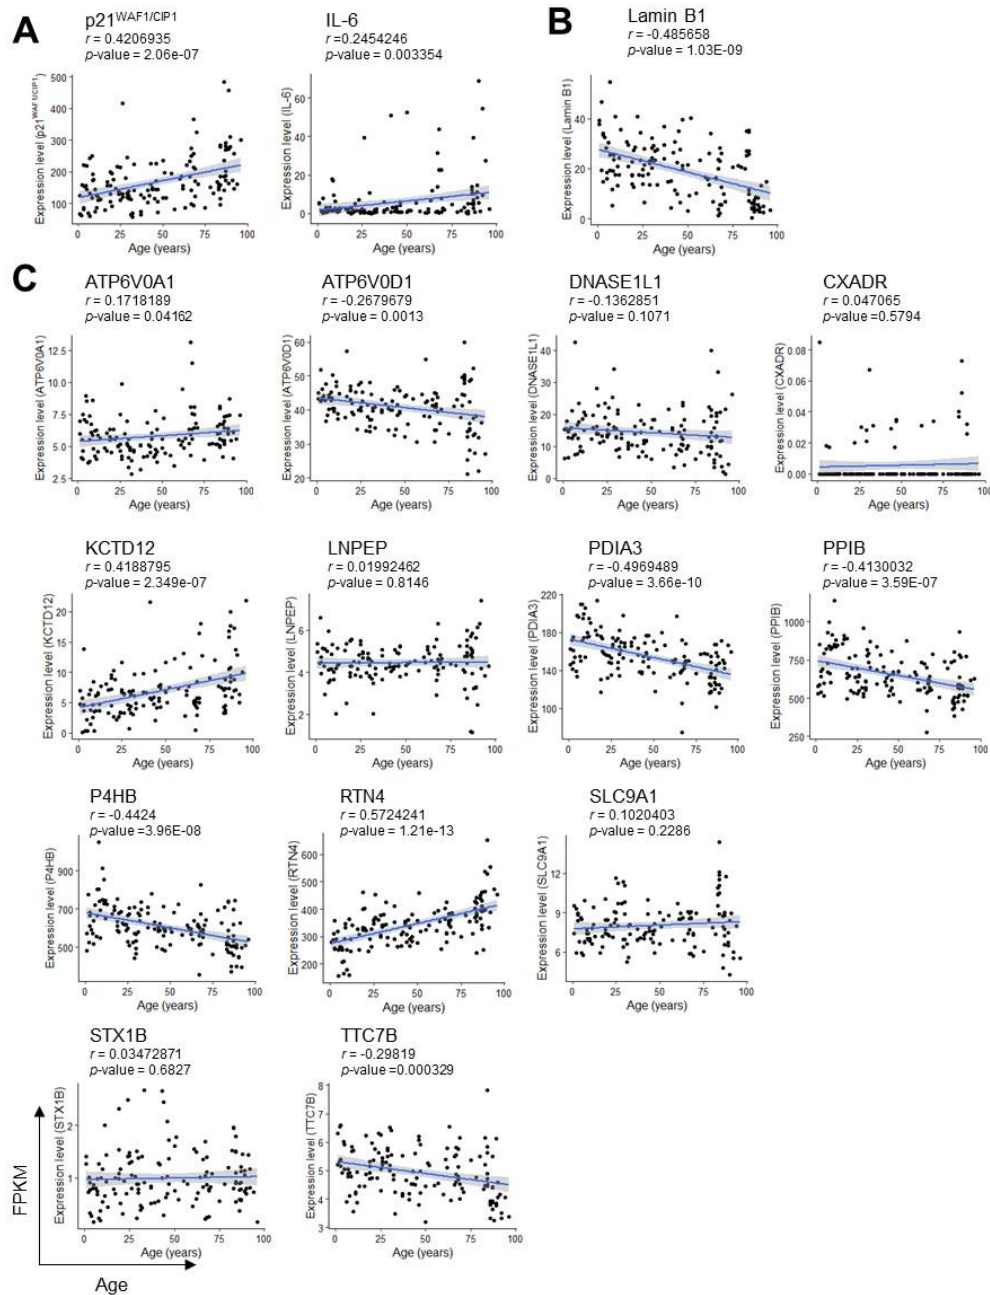 A
p21WAF1/CIP1
r = 0.4206935
p-value = 2.06e-07
Expression level (p21WAF1/CIP1)
500
400
300
200
100
0 25 50 75 100
Age (years)
IL-6
r =0.2454246
p-value = 0.003354
Expression level (IL-6)
60
40
20
0
0 25 50 75 100
Age (years)
B
Lamin B1
r = -0.485658
p-value = 1.03E-09
Expression level (Lamin B1)
40
20
0
0 25 50 75 100
Age (years)
C
ATP6V0A1
r = 0.1718189
p-value = 0.04162
Expression level (ATP6V0A1)
12.5
10.0
7.5
5.0
2.5
0 25 50 75 100
Age (years)
ATP6V0D1
r = -0.2679679
p-value = 0.0013
Expression level (ATP6V0D1)
60
50
40
30
20
0 25 50 75 100
Age (years)
DNASE1L1
r = -0.1362851
p-value = 0.1071
Expression level (DNASE1L1)
40
30
20
10
0
0 25 50 75 100
Age (years)
CXADR
r = 0.047065
p-value =0.5794
Expression level (CXADR)
0.08
0.06
0.04
0.02
0.00
0 25 50 75 100
Age (years)
KCTD12
r = 0.4188795
p-value = 2.349e-07
Expression level (KCTD12)
20
15
10
5
0
0 25 50 75 100
Age (years)
LNPEP
r = 0.01992462
p-value = 0.8146
Expression level (LNPEP)
6
4
2
0 25 50 75 100
Age (years)
PDIA3
r = -0.4969489
p-value = 3.66e-10
Expression level (PDIA3)
220
180
140
100
0 25 50 75 100
Age (years)
PPIB
r = -0.4130032
p-value = 3.59E-07
Expression level (PPIB)
1000
750
500
250
0 25 50 75 100
Age (years)
P4HB
r = -0.4424
p-value =3.96E-08
Expression level (P4HB)
900
700
500
0 25 50 75 100
Age (years)
RTN4
r = 0.5724241
p-value = 1.21e-13
Expression level (RTN4)
600
500
400
300
200
0 25 50 75 100
Age (years)
SLC9A1
r = 0.1020403
p-value = 0.2286
Expression level (SLC9A1)
12
9
6
0 25 50 75 100
Age (years)
STX1B
r = 0.03472871
p-value = 0.6827
Expression level (STX1B)
2
1
0 25 50 75 100
Age (years)
TTC7B
r = -0.29819
p-value =0.000329
Expression level (TTC7B)
8
7
6
5
4
3
0 25 50 75 100
Age (years)
FPKM
Age